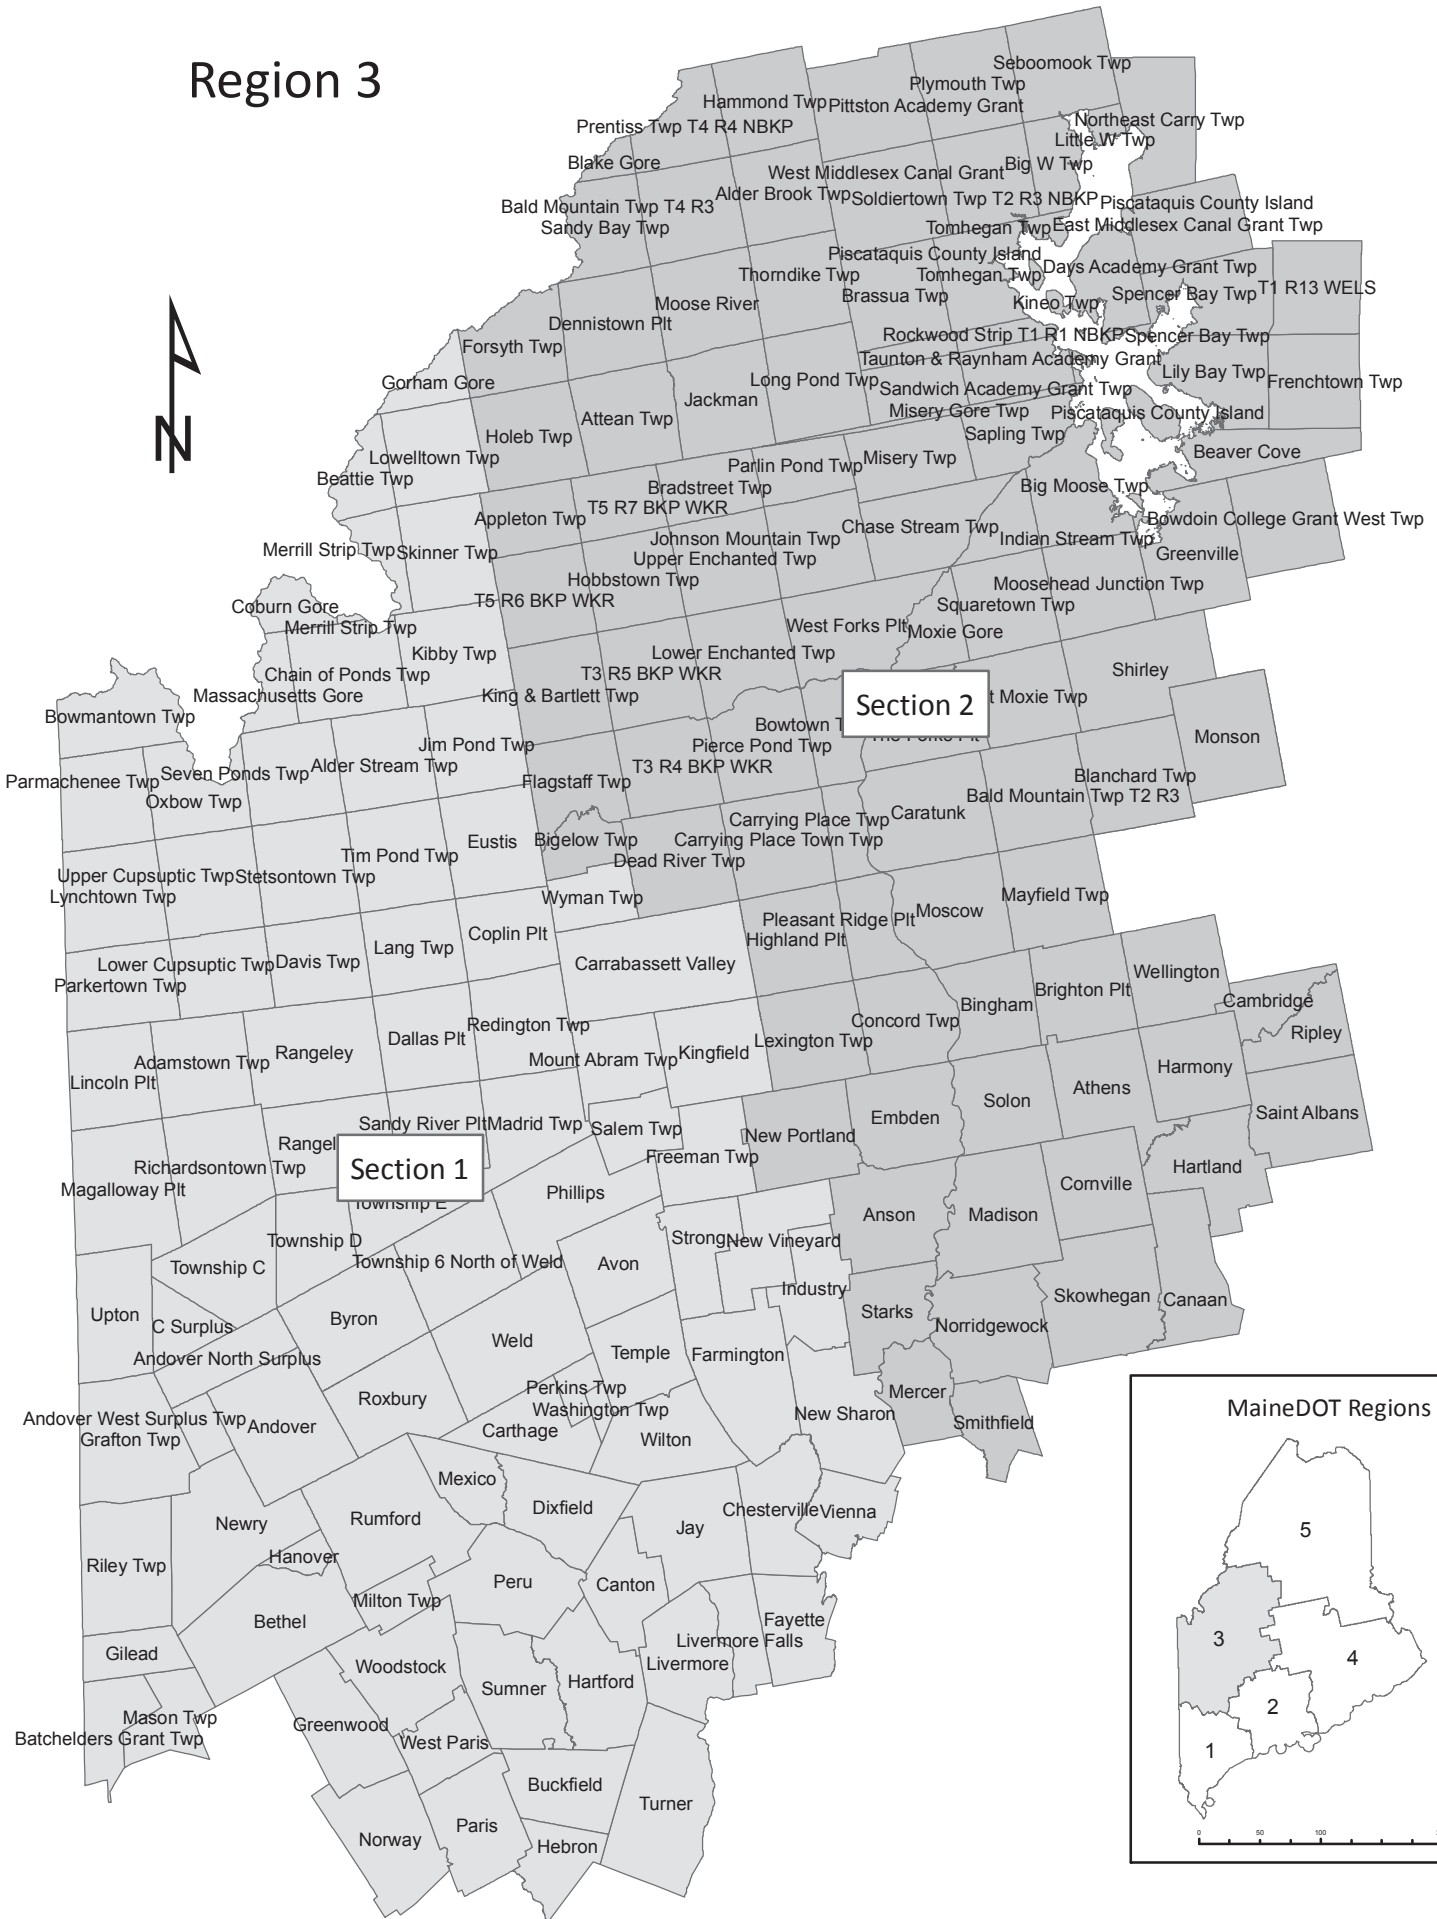 Region 3
Seboomook Twp
Plymouth Twp
Hammond Twp
Pittston Academy Grant
Prentiss Twp T4 R4 NBKP
Northeast Carry Twp
Little W Twp
Blake Gore
Big W Twp
West Middlesex Canal Grant
Alder Brook Twp
Soldiertown Twp T2 R3 NBKP
Piscataquis County Island
Bald Mountain Twp T4 R3
Sandy Bay Twp
Tomhegan Twp
East Middlesex Canal Grant Twp
Piscataquis County Island
Days Academy Grant Twp
Thorndike Twp
Tomhegan Twp
T1 R13 WELS
Brassua Twp
Spencer Bay Twp
Moose River
Kineo Twp
Dennistown Plt
Rockwood Strip T1 R1 NBKP
Spencer Bay Twp
Forsyth Twp
Taunton & Raynham Academy Grant
Lily Bay Twp
Frenchtown Twp
Gorham Gore
Long Pond Twp
Sandwich Academy Grant Twp
Jackman
Misery Gore Twp
Piscataquis County Island
Attean Twp
Holeb Twp
Sapling Twp
Beaver Cove
Lowelltown Twp
Misery Twp
Parlin Pond Twp
Beattie Twp
Bradstreet Twp
Big Moose Twp
T5 R7 BKP WKR
Appleton Twp
Bowdoin College Grant West Twp
Chase Stream Twp
Johnson Mountain Twp
Indian Stream Twp
Merrill Strip Twp
Skinner Twp
Upper Enchanted Twp
Greenville
Hobbstown Twp
Moosehead Junction Twp
T5 R6 BKP WKR
Squaretown Twp
Coburn Gore
Merrill Strip Twp
West Forks Plt
Moxie Gore
Kibby Twp
Lower Enchanted Twp
Shirley
Chain of Ponds Twp
T3 R5 BKP WKR
Massachusetts Gore
King & Bartlett Twp
Section 2
t Moxie Twp
Bowmantown Twp
Bowtown T
The Forks Plt
Monson
Jim Pond Twp
Pierce Pond Twp
Alder Stream Twp
T3 R4 BKP WKR
Parmachenee Twp
Seven Ponds Twp
Flagstaff Twp
Blanchard Twp
Oxbow Twp
Bald Mountain Twp T2 R3
Caratunk
Carrying Place Twp
Eustis
Bigelow Twp
Carrying Place Town Twp
Tim Pond Twp
Dead River Twp
Upper Cupsuptic Twp
Stetsontown Twp
Lynchtown Twp
Wyman Twp
Mayfield Twp
Moscow
Pleasant Ridge Plt
Coplin Plt
Highland Plt
Lang Twp
Lower Cupsuptic Twp
Davis Twp
Carrabassett Valley
Wellington
Parkertown Twp
Brighton Plt
Cambridge
Bingham
Redington Twp
Concord Twp
Ripley
Dallas Plt
Lexington Twp
Rangeley
Adamstown Twp
Mount Abram Twp
Kingfield
Harmony
Lincoln Plt
Athens
Solon
Saint Albans
Embden
Sandy River Plt
Madrid Twp
Salem Twp
New Portland
Rangel
Freeman Twp
Section 1
Richardsontown Twp
Hartland
Magalloway Plt
Phillips
Cornville
Township E
Anson
Madison
Township D
Strong
New Vineyard
Township C
Township 6 North of Weld
Avon
Industry
Skowhegan
Canaan
Upton
Byron
Starks
C Surplus
Norridgewock
Weld
Andover North Surplus
Temple
Farmington
Perkins Twp
Mercer
Roxbury
Washington Twp
New Sharon
Andover West Surplus Twp
Andover
Carthage
Smithfield
Grafton Twp
Wilton
Mexico
Dixfield
Chesterville
Vienna
Newry
Rumford
Jay
Hanover
Riley Twp
Peru
Canton
Milton Twp
Bethel
Fayette
Gilead
Livermore Falls
Woodstock
Livermore
Hartford
Sumner
Mason Twp
Greenwood
Batchelders Grant Twp
West Paris
Buckfield
Turner
Paris
Norway
Hebron
N
MaineDOT Regions
5
3
4
2
1
0 50 100